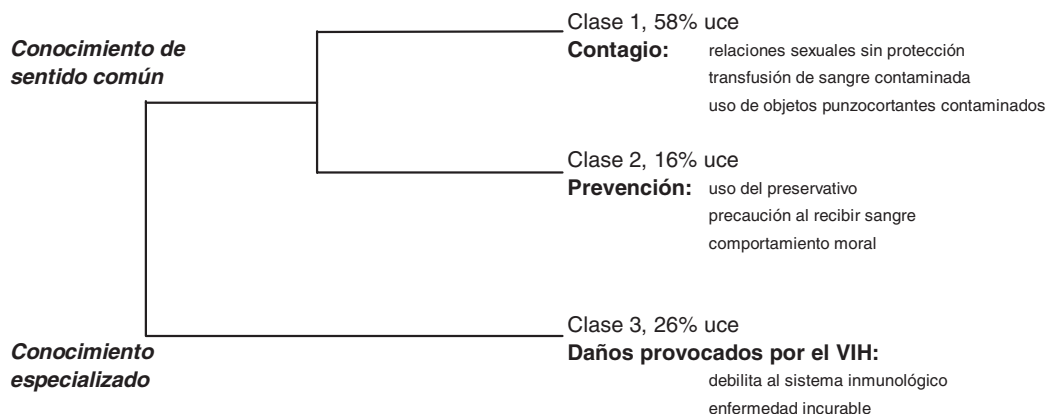 Conocimiento de
sentido común
Clase 1, 58% uce
Contagio: relaciones sexuales sin protección
transfusión de sangre contaminada
uso de objetos punzocortantes contaminados
Clase 2, 16% uce
Prevención: uso del preservativo
precaución al recibir sangre
comportamiento moral
Conocimiento
especializado
Clase 3, 26% uce
Daños provocados por el VIH:
debilita al sistema inmunológico
enfermedad incurable